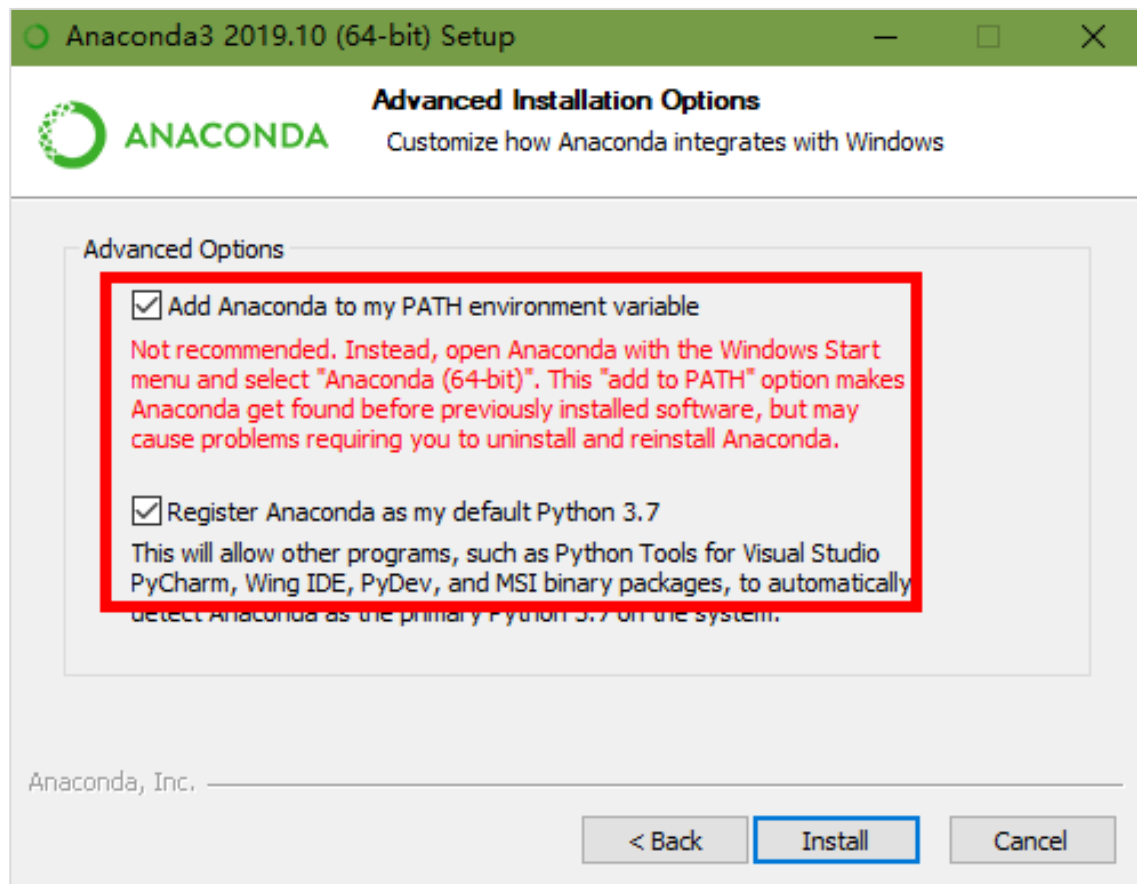 Anaconda3 2019.10 (64-bit) Setup
ANACONDA
Advanced Installation Options
Customize how Anaconda integrates with Windows
Advanced Options
Add Anaconda to my PATH environment variable
Not recommended. Instead, open Anaconda with the Windows Start
menu and select "Anaconda (64-bit)". This "add to PATH" option makes
Anaconda get found before previously installed software, but may
cause problems requiring you to uninstall and reinstall Anaconda.
Register Anaconda as my default Python 3.7
This will allow other programs, such as Python Tools for Visual Studio
PyCharm, Wing IDE, PyDev, and MSI binary packages, to automatically
detect Anaconda as the primary Python 3.7 on the system.
Anaconda, Inc.
< Back
Install
Cancel